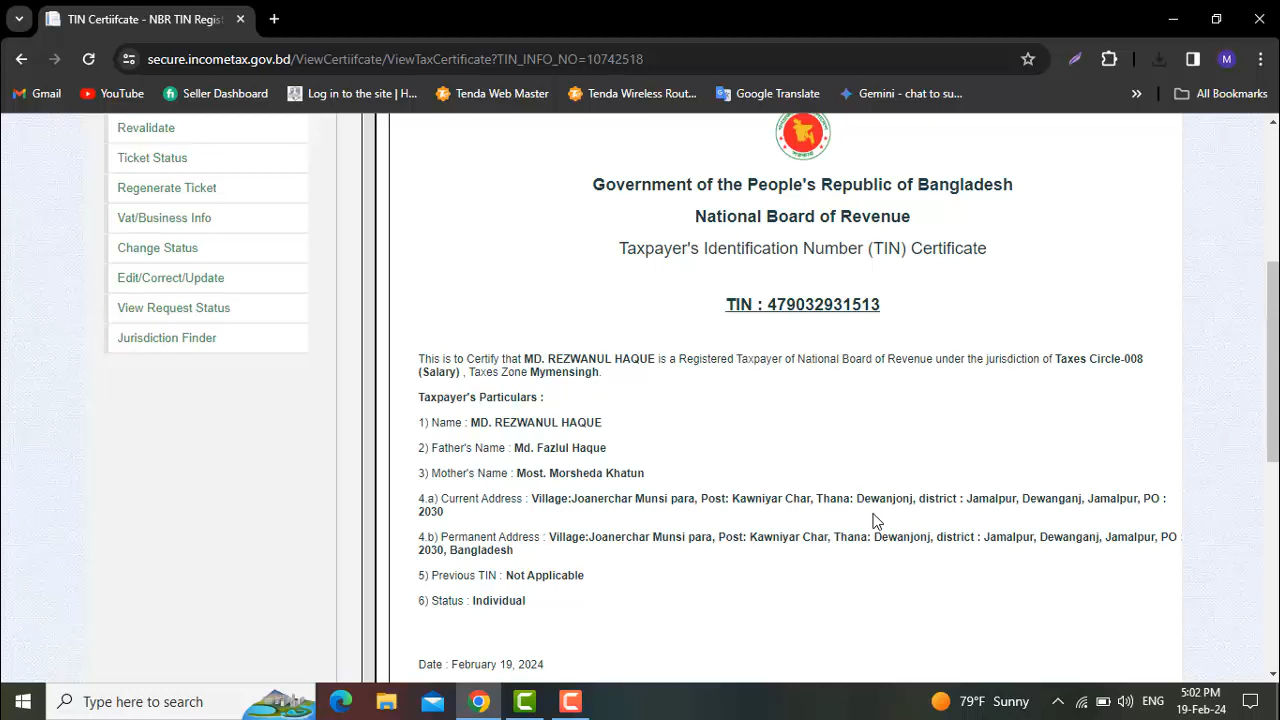 TIN Certiifcate - NBR TIN Regis
secure.incometax.gov.bd/ViewCertiifcate/ViewTaxCertificate?TIN_INFO_NO=10742518
M
Gmail YouTube Seller Dashboard Log in to the site | H... Tenda Web Master Tenda Wireless Rout... Google Translate Gemini - chat to su... All Bookmarks
Revalidate
Ticket Status
Regenerate Ticket
Vat/Business Info
Change Status
Edit/Correct/Update
View Request Status
Jurisdiction Finder
Government of the People's Republic of Bangladesh
National Board of Revenue
Taxpayer's Identification Number (TIN) Certificate
TIN : 479032931513
This is to Certify that MD. REZWANUL HAQUE is a Registered Taxpayer of National Board of Revenue under the jurisdiction of Taxes Circle-008
(Salary) , Taxes Zone Mymensingh.
Taxpayer's Particulars :
1) Name : MD. REZWANUL HAQUE
2) Father's Name : Md. Fazlul Haque
3) Mother's Name : Most. Morsheda Khatun
4.a) Current Address : Village:Joanerchar Munsi para, Post: Kawniyar Char, Thana: Dewanjonj, district : Jamalpur, Dewanganj, Jamalpur, PO :
2030
4.b) Permanent Address : Village:Joanerchar Munsi para, Post: Kawniyar Char, Thana: Dewanjonj, district : Jamalpur, Dewanganj, Jamalpur, PO :
2030, Bangladesh
5) Previous TIN : Not Applicable
6) Status : Individual
Date : February 19, 2024
Type here to search
79°F Sunny
ENG
5:02 PM
19-Feb-24